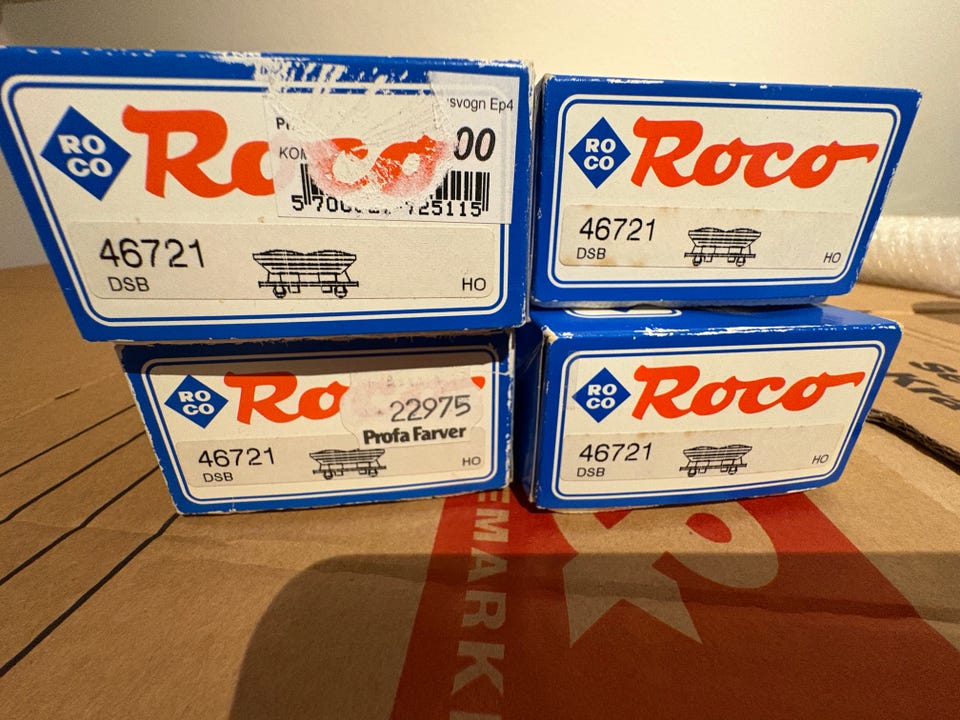 RO
CO
Roco
svogn Ep4
00
725115
46721
DSB
HO
RO
CO
Roco
46721
DSB
HO
RO
CO
Ro
22975
Profa Farver
46721
DSB
HO
RO
CO
Roco
46721
DSB
HO
EMARK